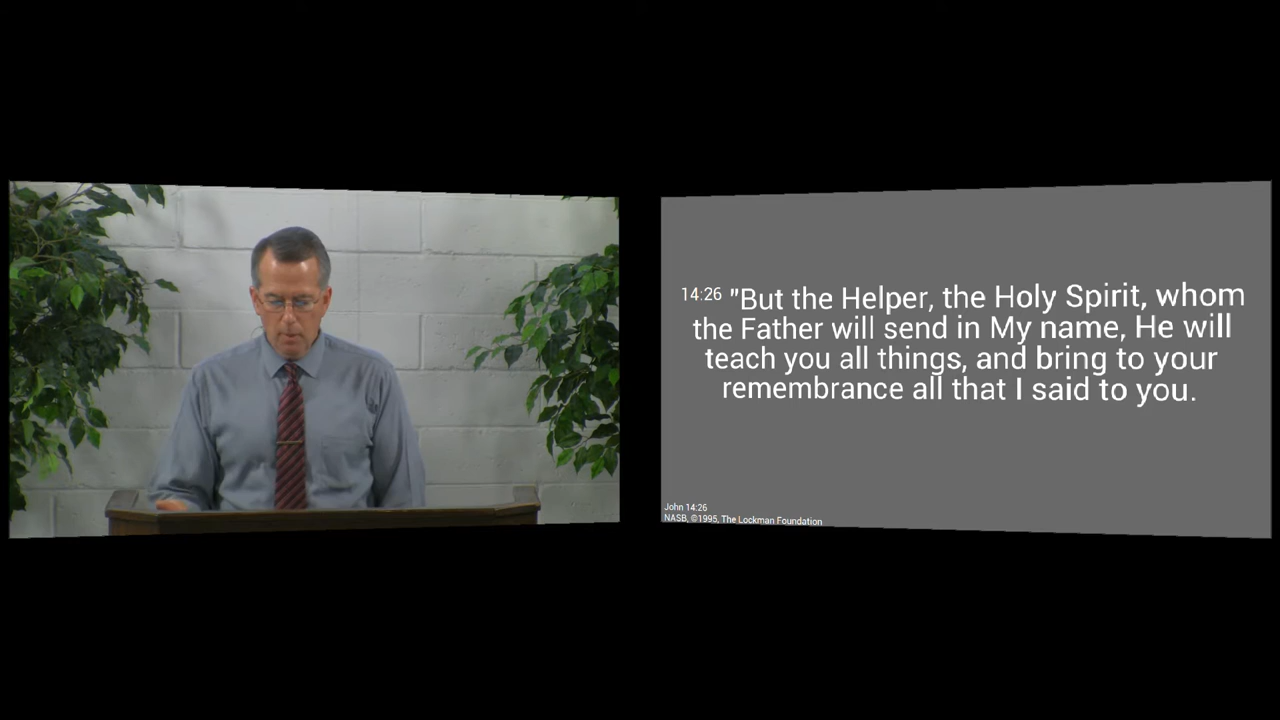 14:26 "But the Helper, the Holy Spirit, whom
the Father will send in My name, He will
teach you all things, and bring to your
remembrance all that I said to you.
John 14:26
NASB, ©1995, The Lockman Foundation